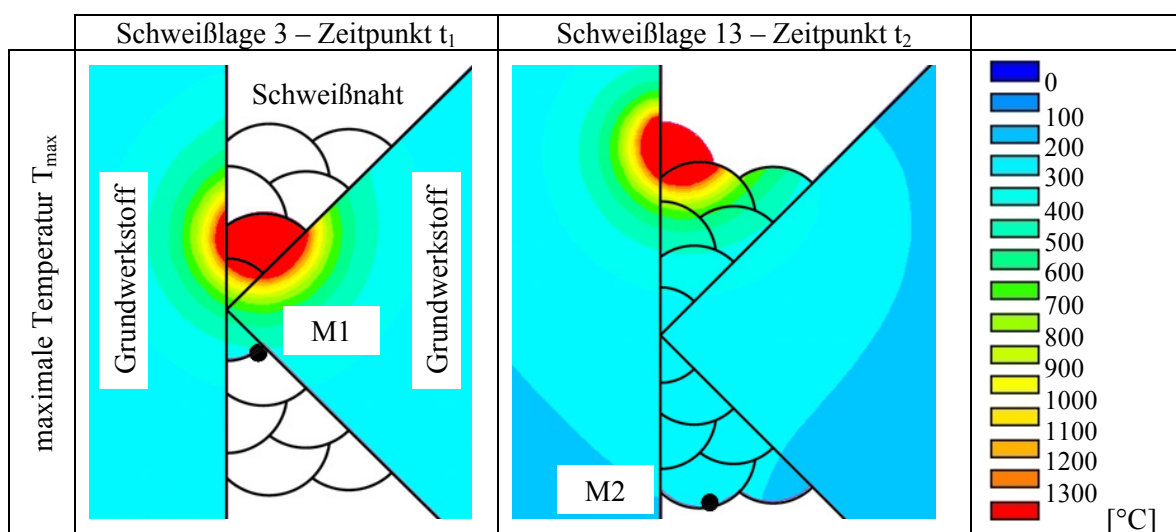 Schweißlage 3 – Zeitpunkt t₁
Schweißlage 13 – Zeitpunkt t₂
maximale Temperatur Tₘₐₓ
Schweißnaht
Grundwerkstoff
M1
Grundwerkstoff
M2
0
100
200
300
400
500
600
700
800
900
1000
1100
1200
1300
[°C]